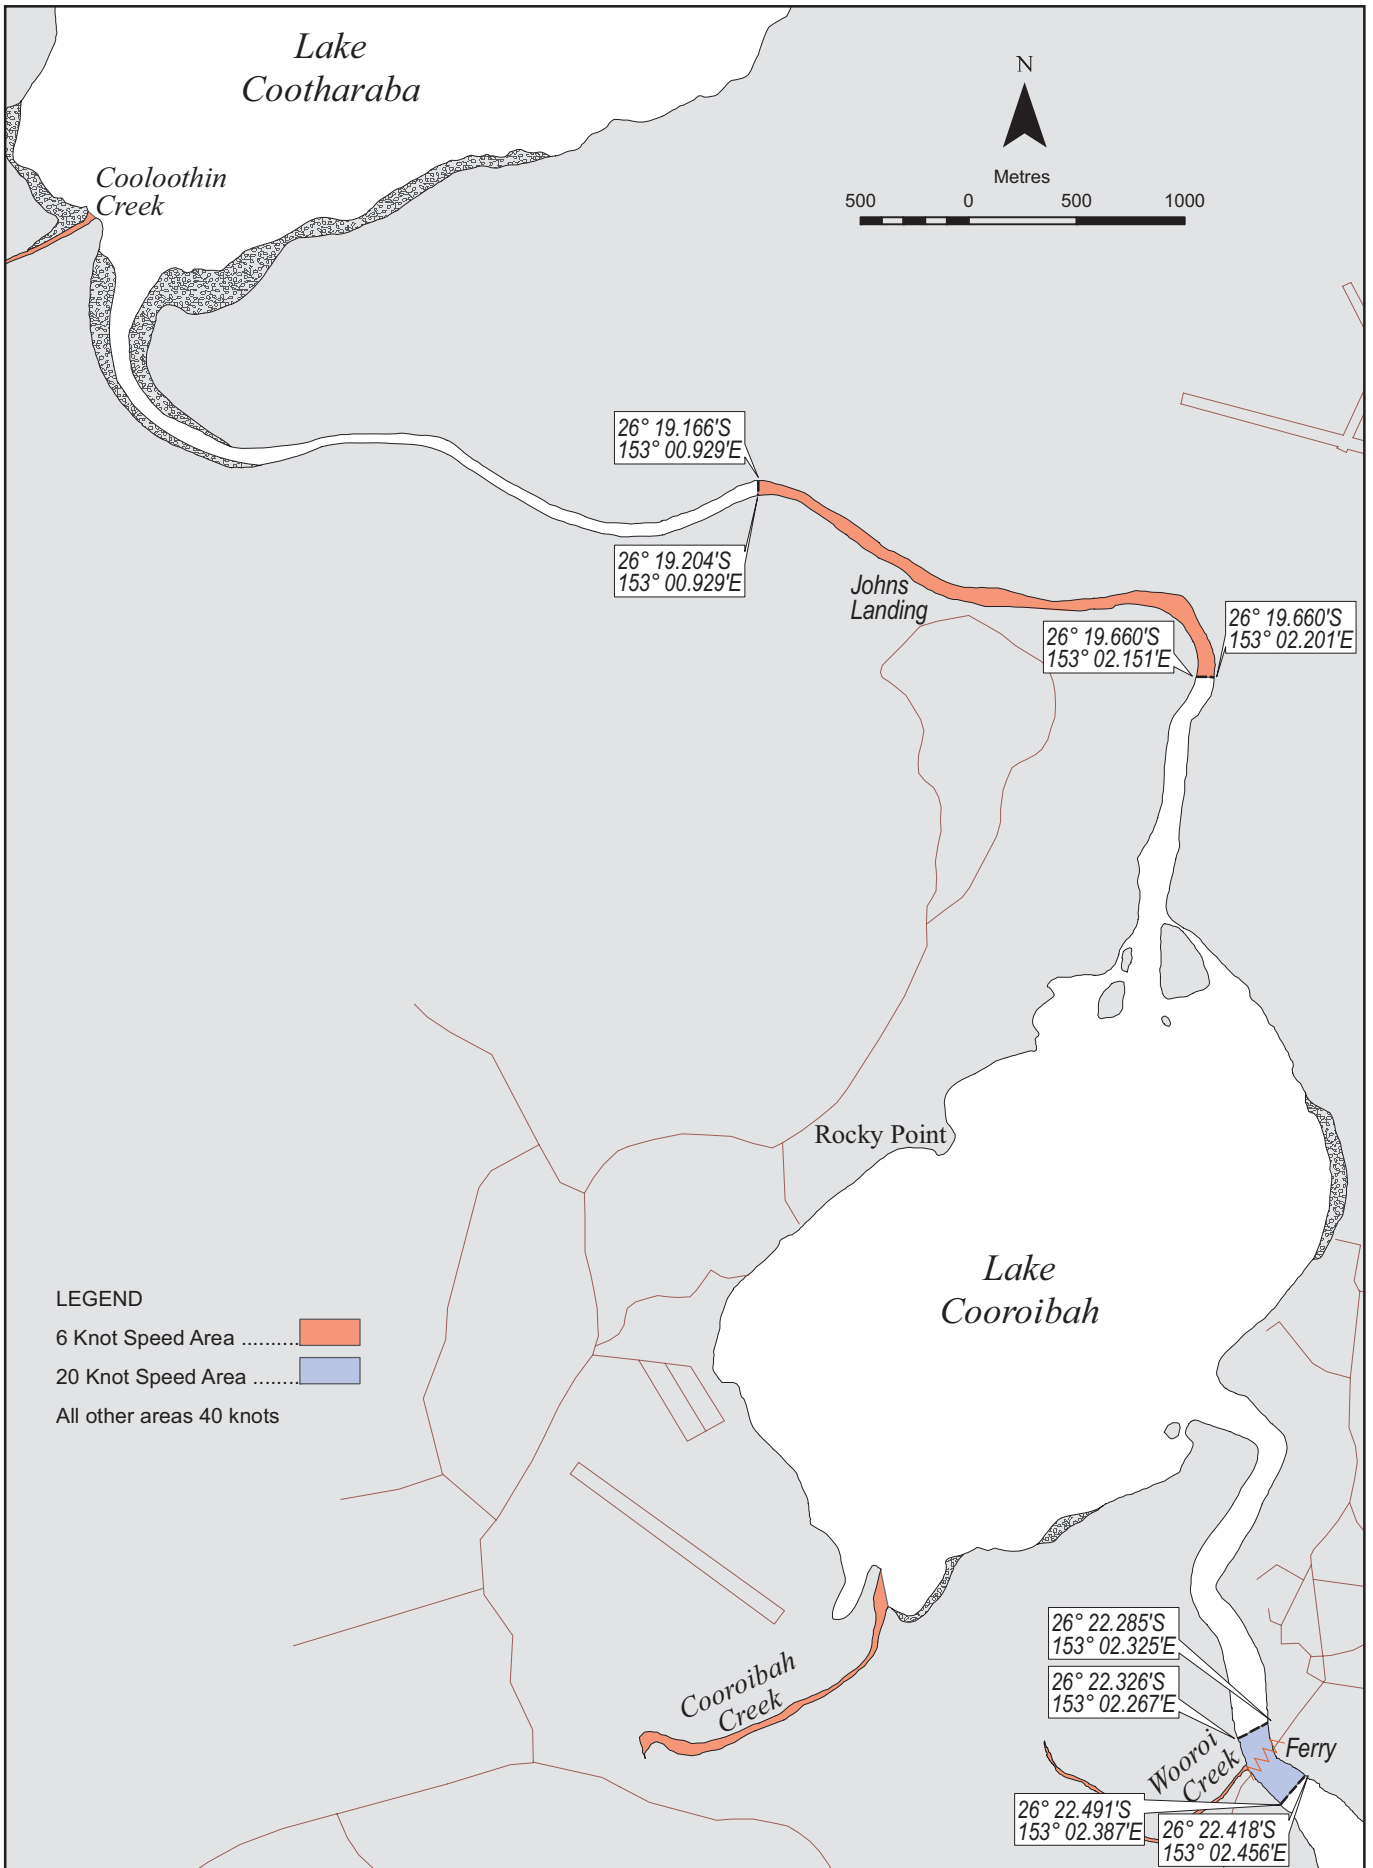 Lake
Cootharaba
N
Metres
500 0 500 1000
Cooloothin
Creek
26° 19.166'S
153° 00.929'E
26° 19.204'S
153° 00.929'E
Johns
Landing
26° 19.660'S
153° 02.151'E
26° 19.660'S
153° 02.201'E
Rocky Point
Lake
Cooroibah
LEGEND
6 Knot Speed Area ..........
20 Knot Speed Area ........
All other areas 40 knots
Cooroibah
Creek
26° 22.285'S
153° 02.325'E
26° 22.326'S
153° 02.267'E
Wooroi
Creek
Ferry
26° 22.491'S
153° 02.387'E
26° 22.418'S
153° 02.456'E